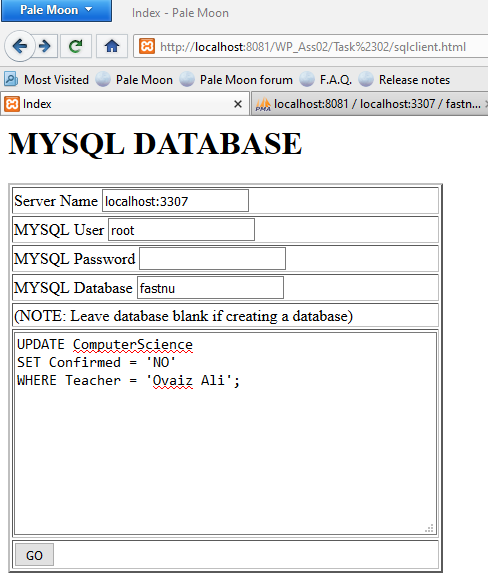 Pale Moon
Index - Pale Moon
http://localhost:8081/WP_Ass02/Task%2302/sqlclient.html
Most Visited Pale Moon Pale Moon forum F.A.Q. Release notes
Index
PMA localhost:8081 / localhost:3307 / fastn...
MYSQL DATABASE
Server Name localhost:3307
MYSQL User root
MYSQL Password
MYSQL Database fastnu
(NOTE: Leave database blank if creating a database)
UPDATE ComputerScience
SET Confirmed = 'NO'
WHERE Teacher = 'Ovaiz Ali';
GO